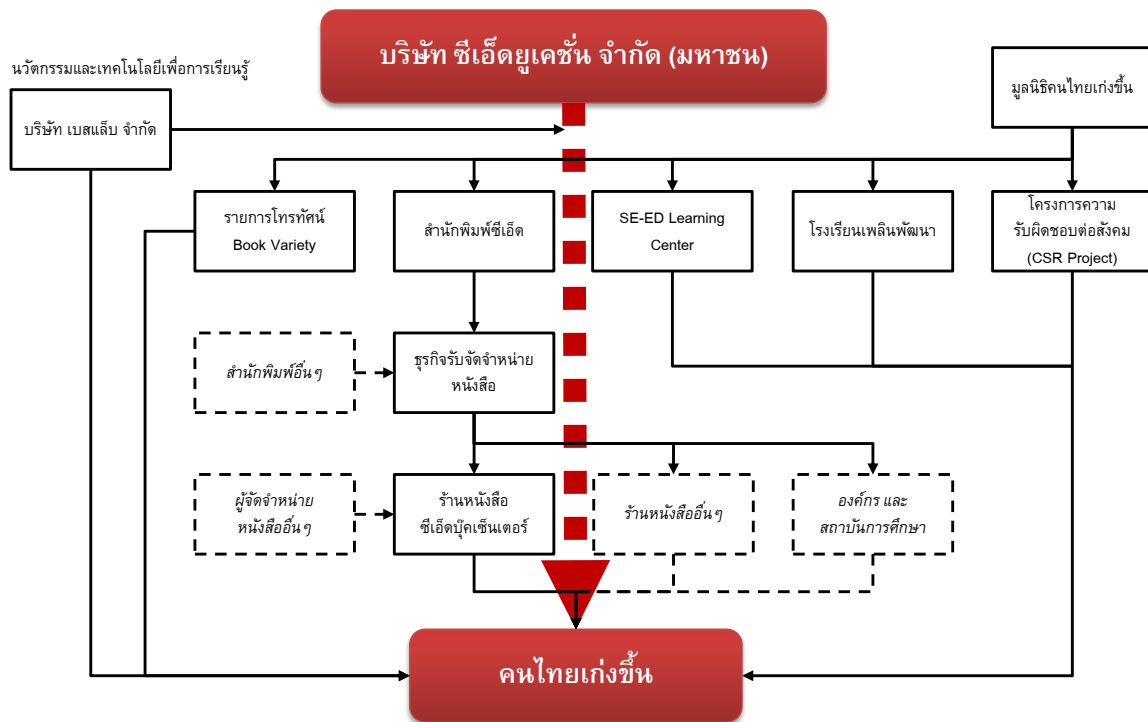 บริษัท ซีเอ็ดยูเคชั่น จำกัด (มหาชน)
นวัตกรรมและเทคโนโลยีเพื่อการเรียนรู้
บริษัท เบสแล็บ จำกัด
มูลนิธิคนไทยเก่งขึ้น
รายการโทรทัศน์
Book Variety
สำนักพิมพ์ซีเอ็ด
SE-ED Learning
Center
โรงเรียนเพลินพัฒนา
โครงการความ
รับผิดชอบต่อสังคม
(CSR Project)
สำนักพิมพ์อื่นๆ
ธุรกิจรับจัดจำหน่าย
หนังสือ
ผู้จัดจำหน่าย
หนังสืออื่นๆ
ร้านหนังสือ
ซีเอ็ดบุ๊คเซ็นเตอร์
ร้านหนังสืออื่นๆ
องค์กร และ
สถาบันการศึกษา
คนไทยเก่งขึ้น